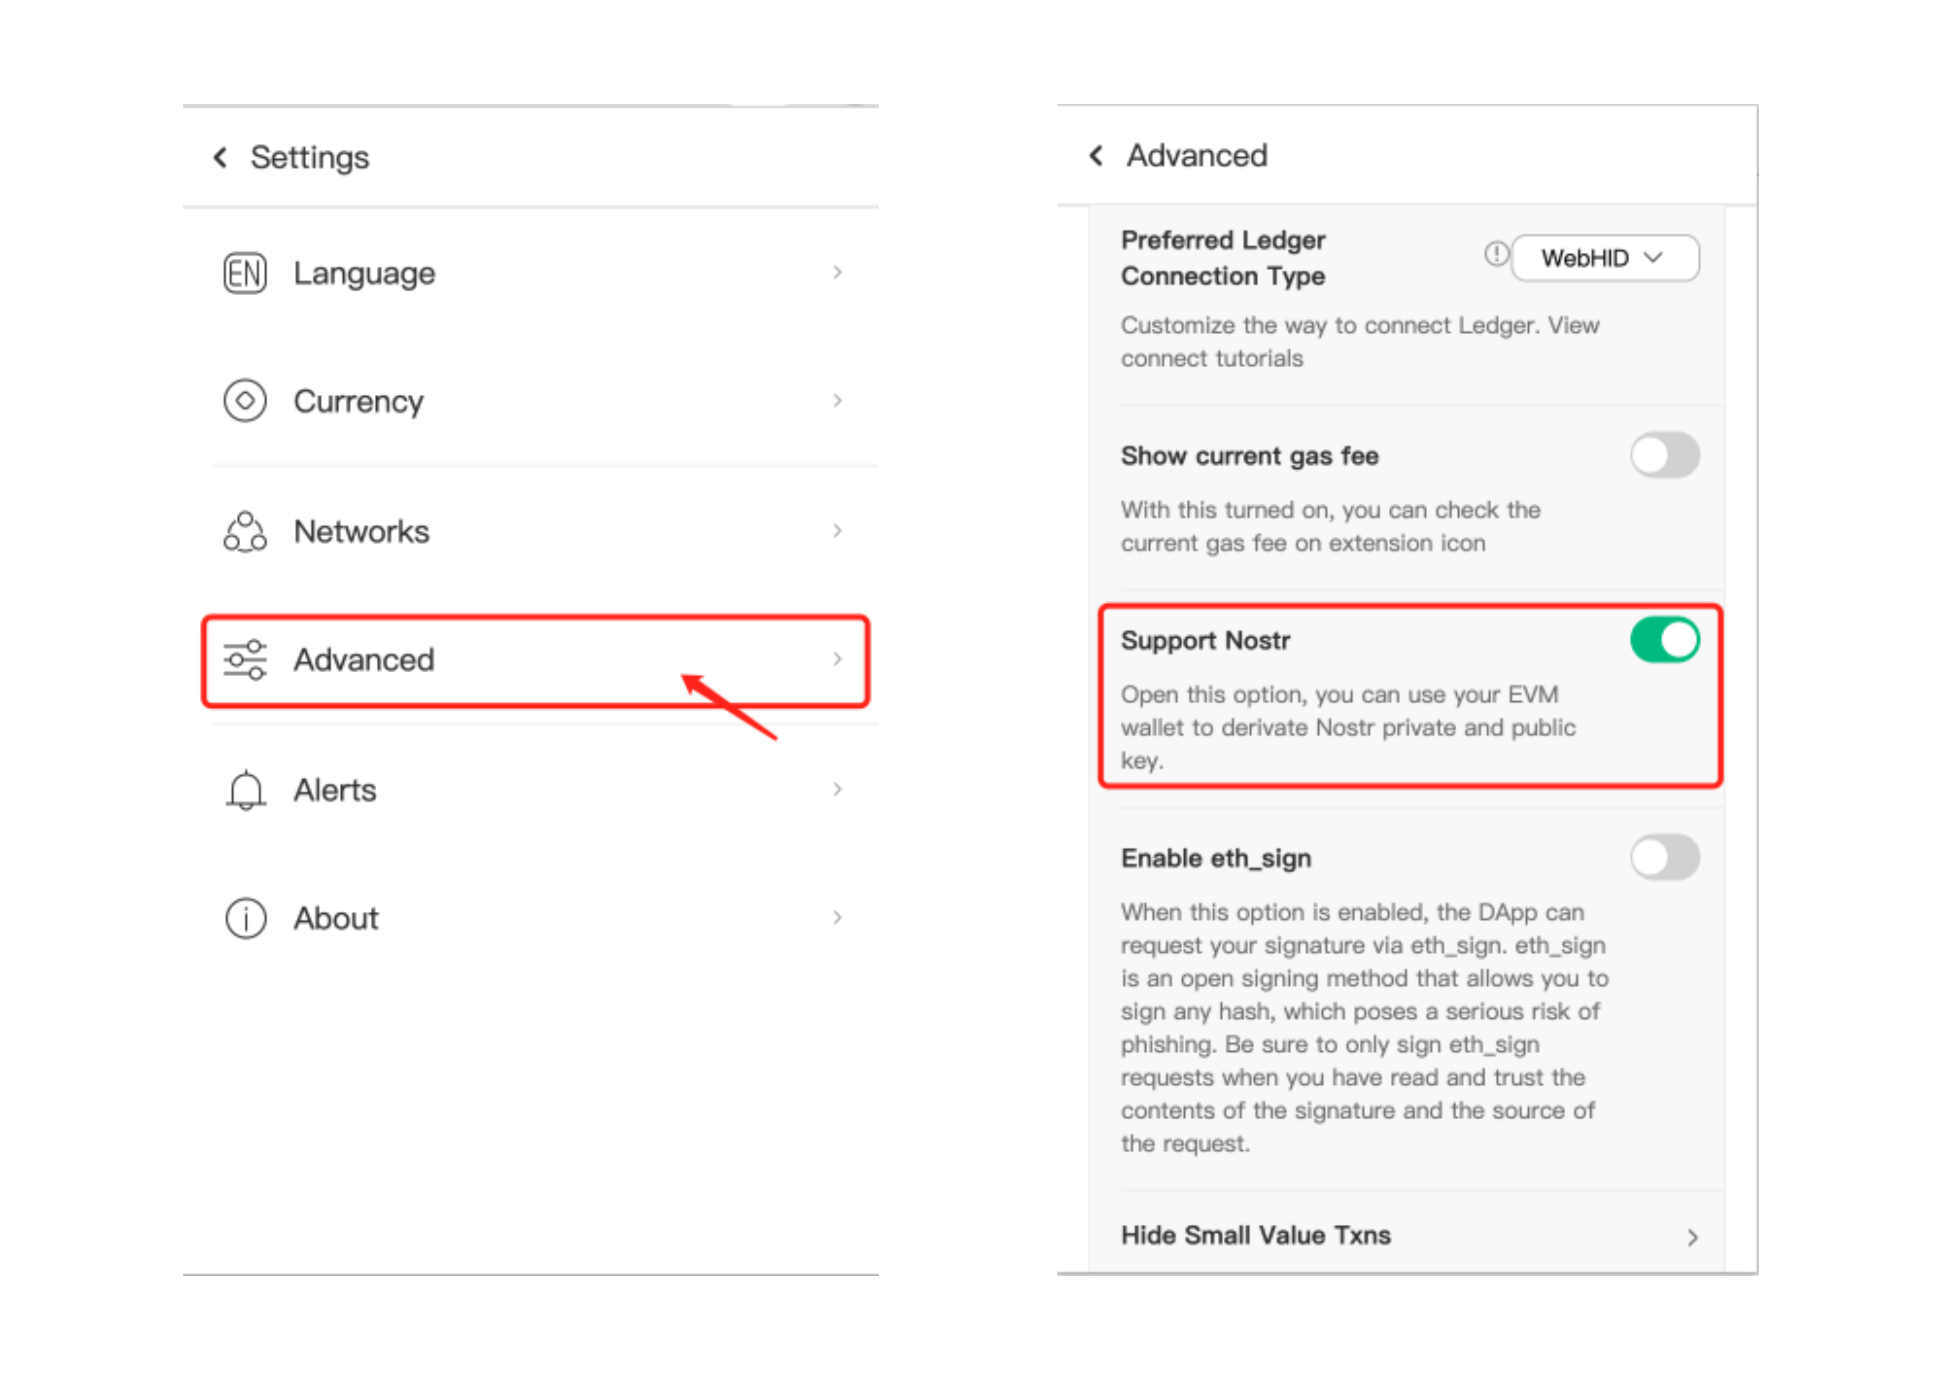 Settings
EN Language
Currency
Networks
Advanced
Alerts
About
Advanced
Preferred Ledger
Connection Type
WebHID
Customize the way to connect Ledger. View
connect tutorials
Show current gas fee
With this turned on, you can check the
current gas fee on extension icon
Support Nostr
Open this option, you can use your EVM
wallet to derivate Nostr private and public
key.
Enable eth_sign
When this option is enabled, the DApp can
request your signature via eth_sign. eth_sign
is an open signing method that allows you to
sign any hash, which poses a serious risk of
phishing. Be sure to only sign eth_sign
requests when you have read and trust the
contents of the signature and the source of
the request.
Hide Small Value Txns